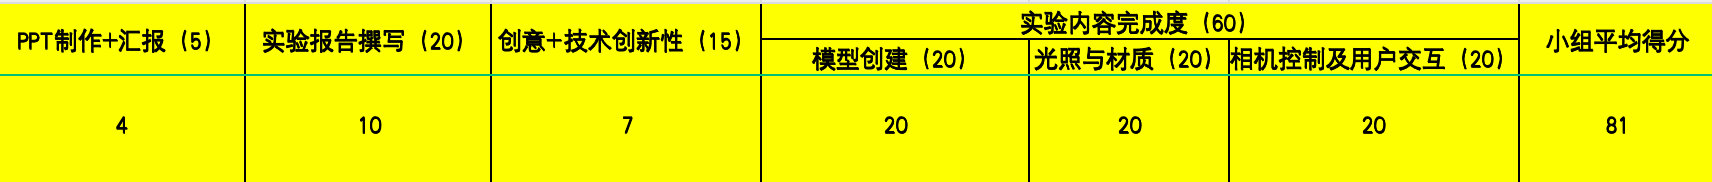 PPT制作+汇报（5）
实验报告撰写（20）
创意+技术创新性（15）
实验内容完成度（60）
模型创建（20）
光照与材质（20）
相机控制及用户交互（20）
小组平均得分
4
10
7
20
20
20
81